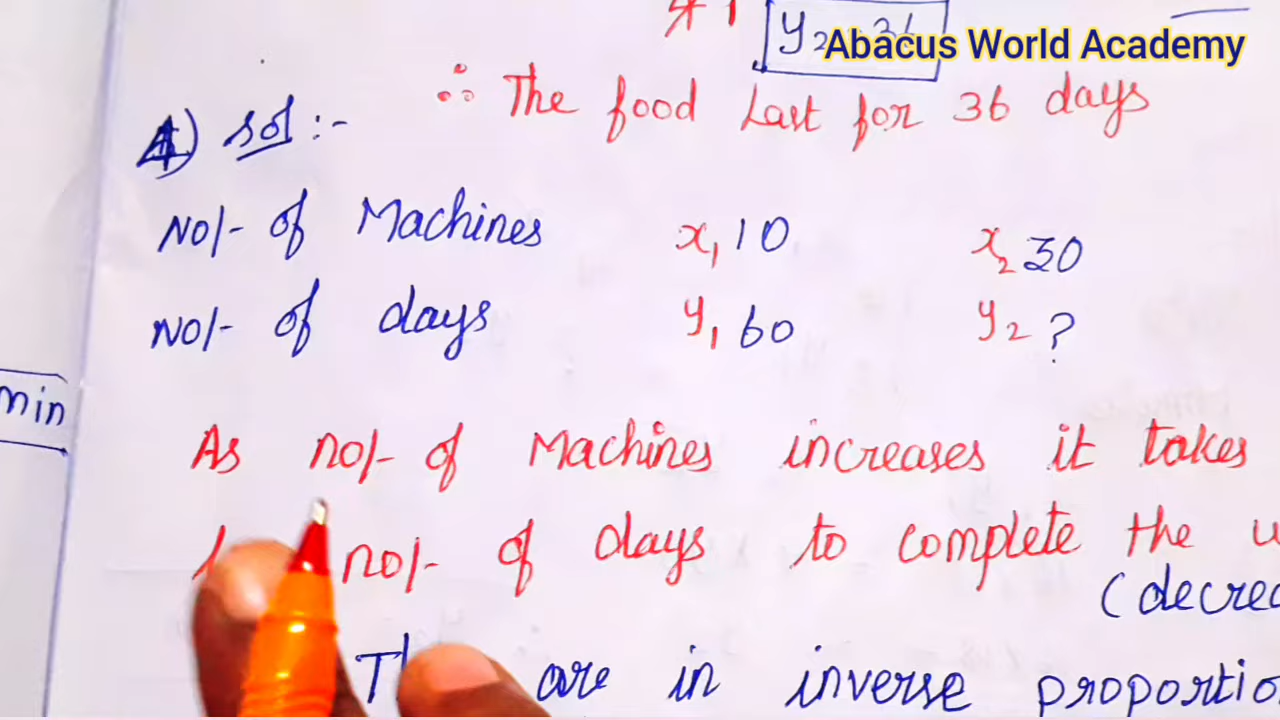 y2 = 36
Abacus World Academy
∴ The food Last for 36 days
4) sol :-
No/- of Machines x1 10 x2 30
No/- of days y1 60 y2 ?
min
As no/- of Machines increases it takes
no/- of days to complete the
(decrea
are in inverse proportio